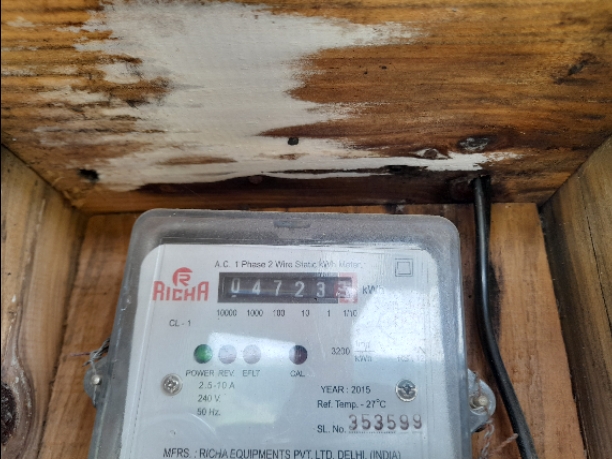 A.C. 1 Phase 2 Wire Static kWh Meter
RICHA
04723
kWh
10000 1000 100 10 1 1/10
CL-1
3200
kWh
POWER REV. EFLT CAL
2.5-10 A
240 V.
50 Hz.
YEAR : 2015
Ref. Temp. - 27°C
SL. No. 353599
MFRS. : RICHA EQUIPMENTS PVT. LTD. DELHI. (INDIA)